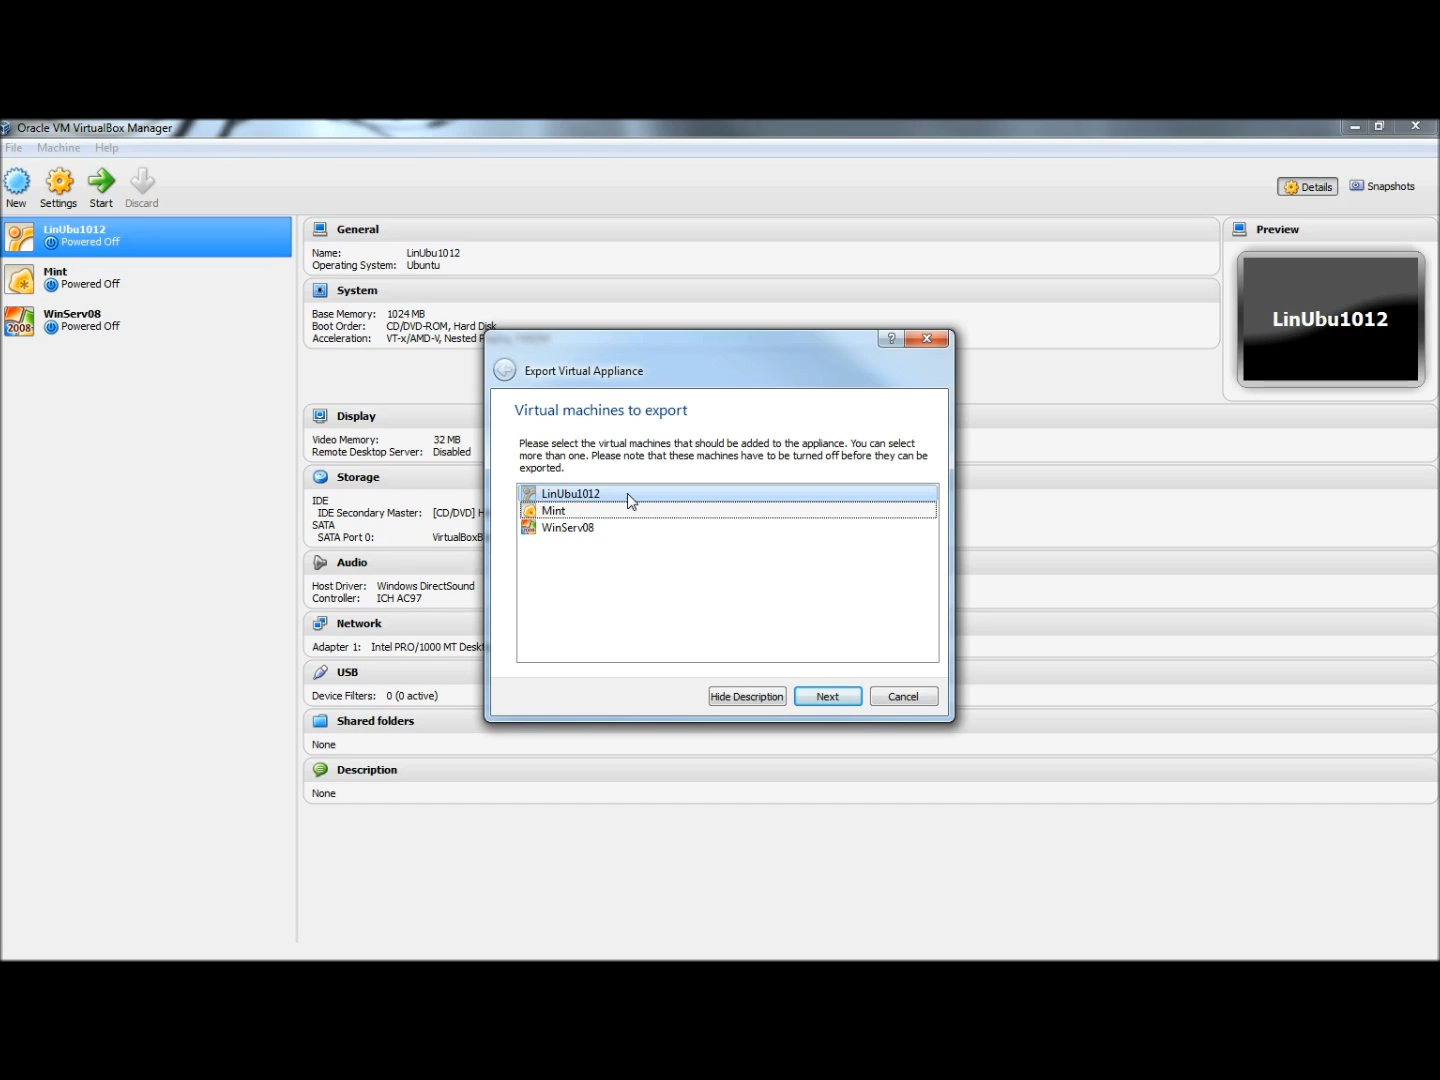 Oracle VM VirtualBox Manager
File Machine Help
New Settings Start Discard
Details Snapshots
LinUbu1012
Powered Off
Mint
Powered Off
WinServ08
2008
Powered Off
General
Name: LinUbu1012
Operating System: Ubuntu
System
Base Memory: 1024 MB
Boot Order: CD/DVD-ROM, Hard Disk
Acceleration: VT-x/AMD-V, Nested
Preview
LinUbu1012
Display
Video Memory: 32 MB
Remote Desktop Server: Disabled
Storage
IDE
IDE Secondary Master: [CD/DVD]
SATA
SATA Port 0:
Audio
Host Driver: Windows DirectSound
Controller: ICH AC97
Network
Adapter 1: Intel PRO/1000 MT
USB
Device Filters: 0 (0 active)
Shared folders
None
Description
None
?
Export Virtual Appliance
Virtual machines to export
Please select the virtual machines that should be added to the appliance. You can select
more than one. Please note that these machines have to be turned off before they can be
exported.
LinUbu1012
Mint
WinServ08
Hide Description Next Cancel